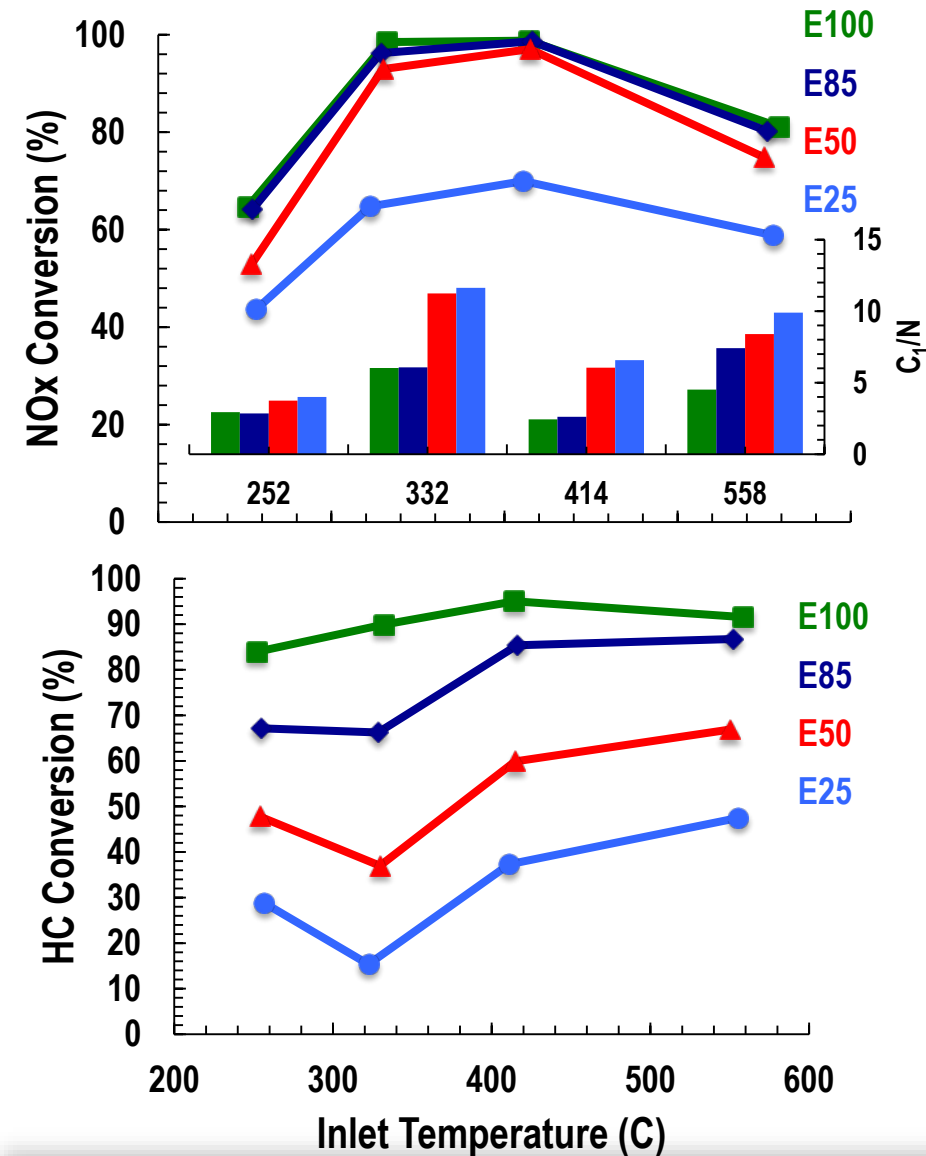 100
80
60
40
20
0
NOx Conversion (%)
E100
E85
E50
E25
15
10
5
0
C₁/N
252 332 414 558
100
90
80
70
60
50
40
30
20
10
0
HC Conversion (%)
E100
E85
E50
E25
200 300 400 500 600
Inlet Temperature (C)